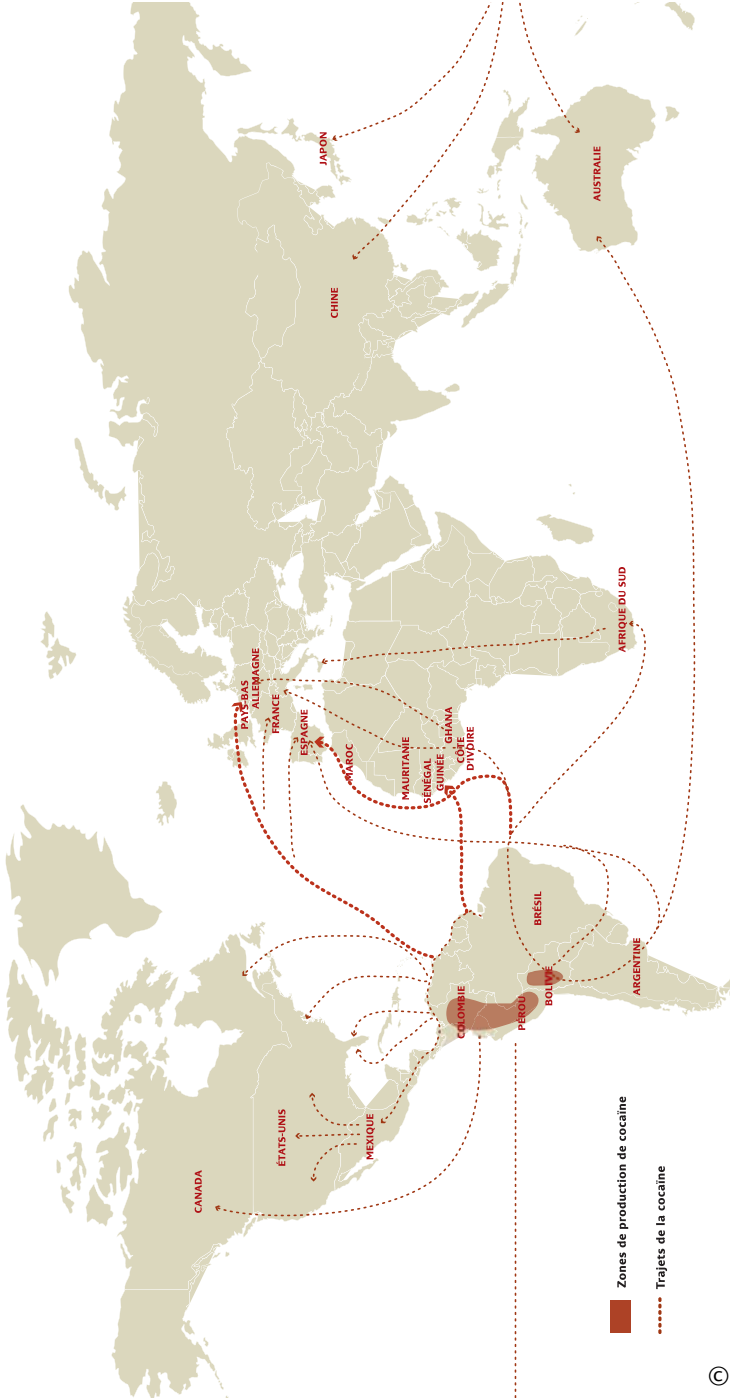 CANADA
ÉTATS-UNIS
MEXIQUE
COLOMBIE
PÉROU
BOLIVIE
BRÉSIL
ARGENTINE
PAYS-BAS
ALLEMAGNE
FRANCE
ESPAGNE
MAROC
MAURITANIE
SÉNÉGAL
GUINÉE
GHANA
CÔTE
D'IVOIRE
AFRIQUE DU SUD
CHINE
JAPON
AUSTRALIE
Zones de production de cocaïne
Trajets de la cocaïne
©